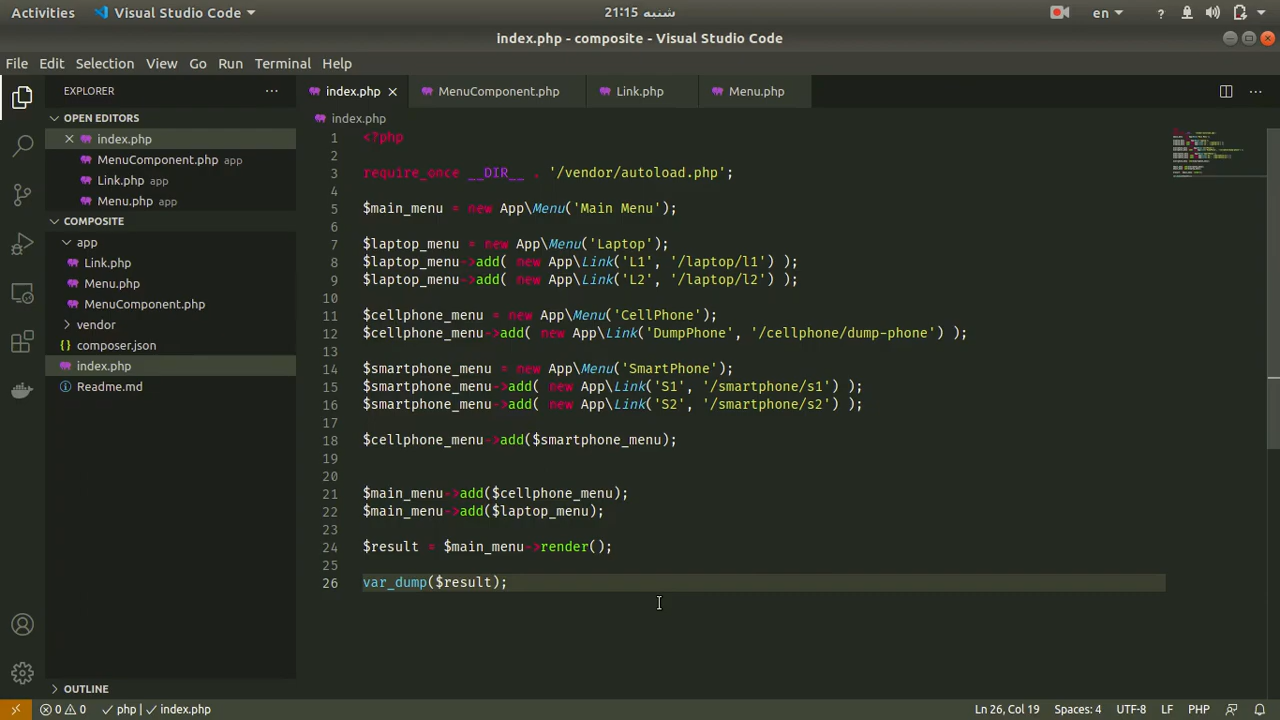 Activities
Visual Studio Code
21:15 شنبه
en
index.php - composite - Visual Studio Code
File Edit Selection View Go Run Terminal Help
EXPLORER
OPEN EDITORS
index.php
MenuComponent.php app
Link.php app
Menu.php app
COMPOSITE
app
Link.php
Menu.php
MenuComponent.php
vendor
composer.json
index.php
Readme.md
OUTLINE
index.php
MenuComponent.php
Link.php
Menu.php
index.php
1 <?php
2
3 require_once __DIR__ . '/vendor/autoload.php';
4
5 $main_menu = new App\Menu('Main Menu');
6
7 $laptop_menu = new App\Menu('Laptop');
8 $laptop_menu->add( new App\Link('L1', '/laptop/l1') );
9 $laptop_menu->add( new App\Link('L2', '/laptop/l2') );
10
11 $cellphone_menu = new App\Menu('CellPhone');
12 $cellphone_menu->add( new App\Link('DumpPhone', '/cellphone/dump-phone') );
13
14 $smartphone_menu = new App\Menu('SmartPhone');
15 $smartphone_menu->add( new App\Link('S1', '/smartphone/s1') );
16 $smartphone_menu->add( new App\Link('S2', '/smartphone/s2') );
17
18 $cellphone_menu->add($smartphone_menu);
19
20
21 $main_menu->add($cellphone_menu);
22 $main_menu->add($laptop_menu);
23
24 $result = $main_menu->render();
25
26 var_dump($result);
0 0 php | index.php
Ln 26, Col 19 Spaces: 4 UTF-8 LF PHP